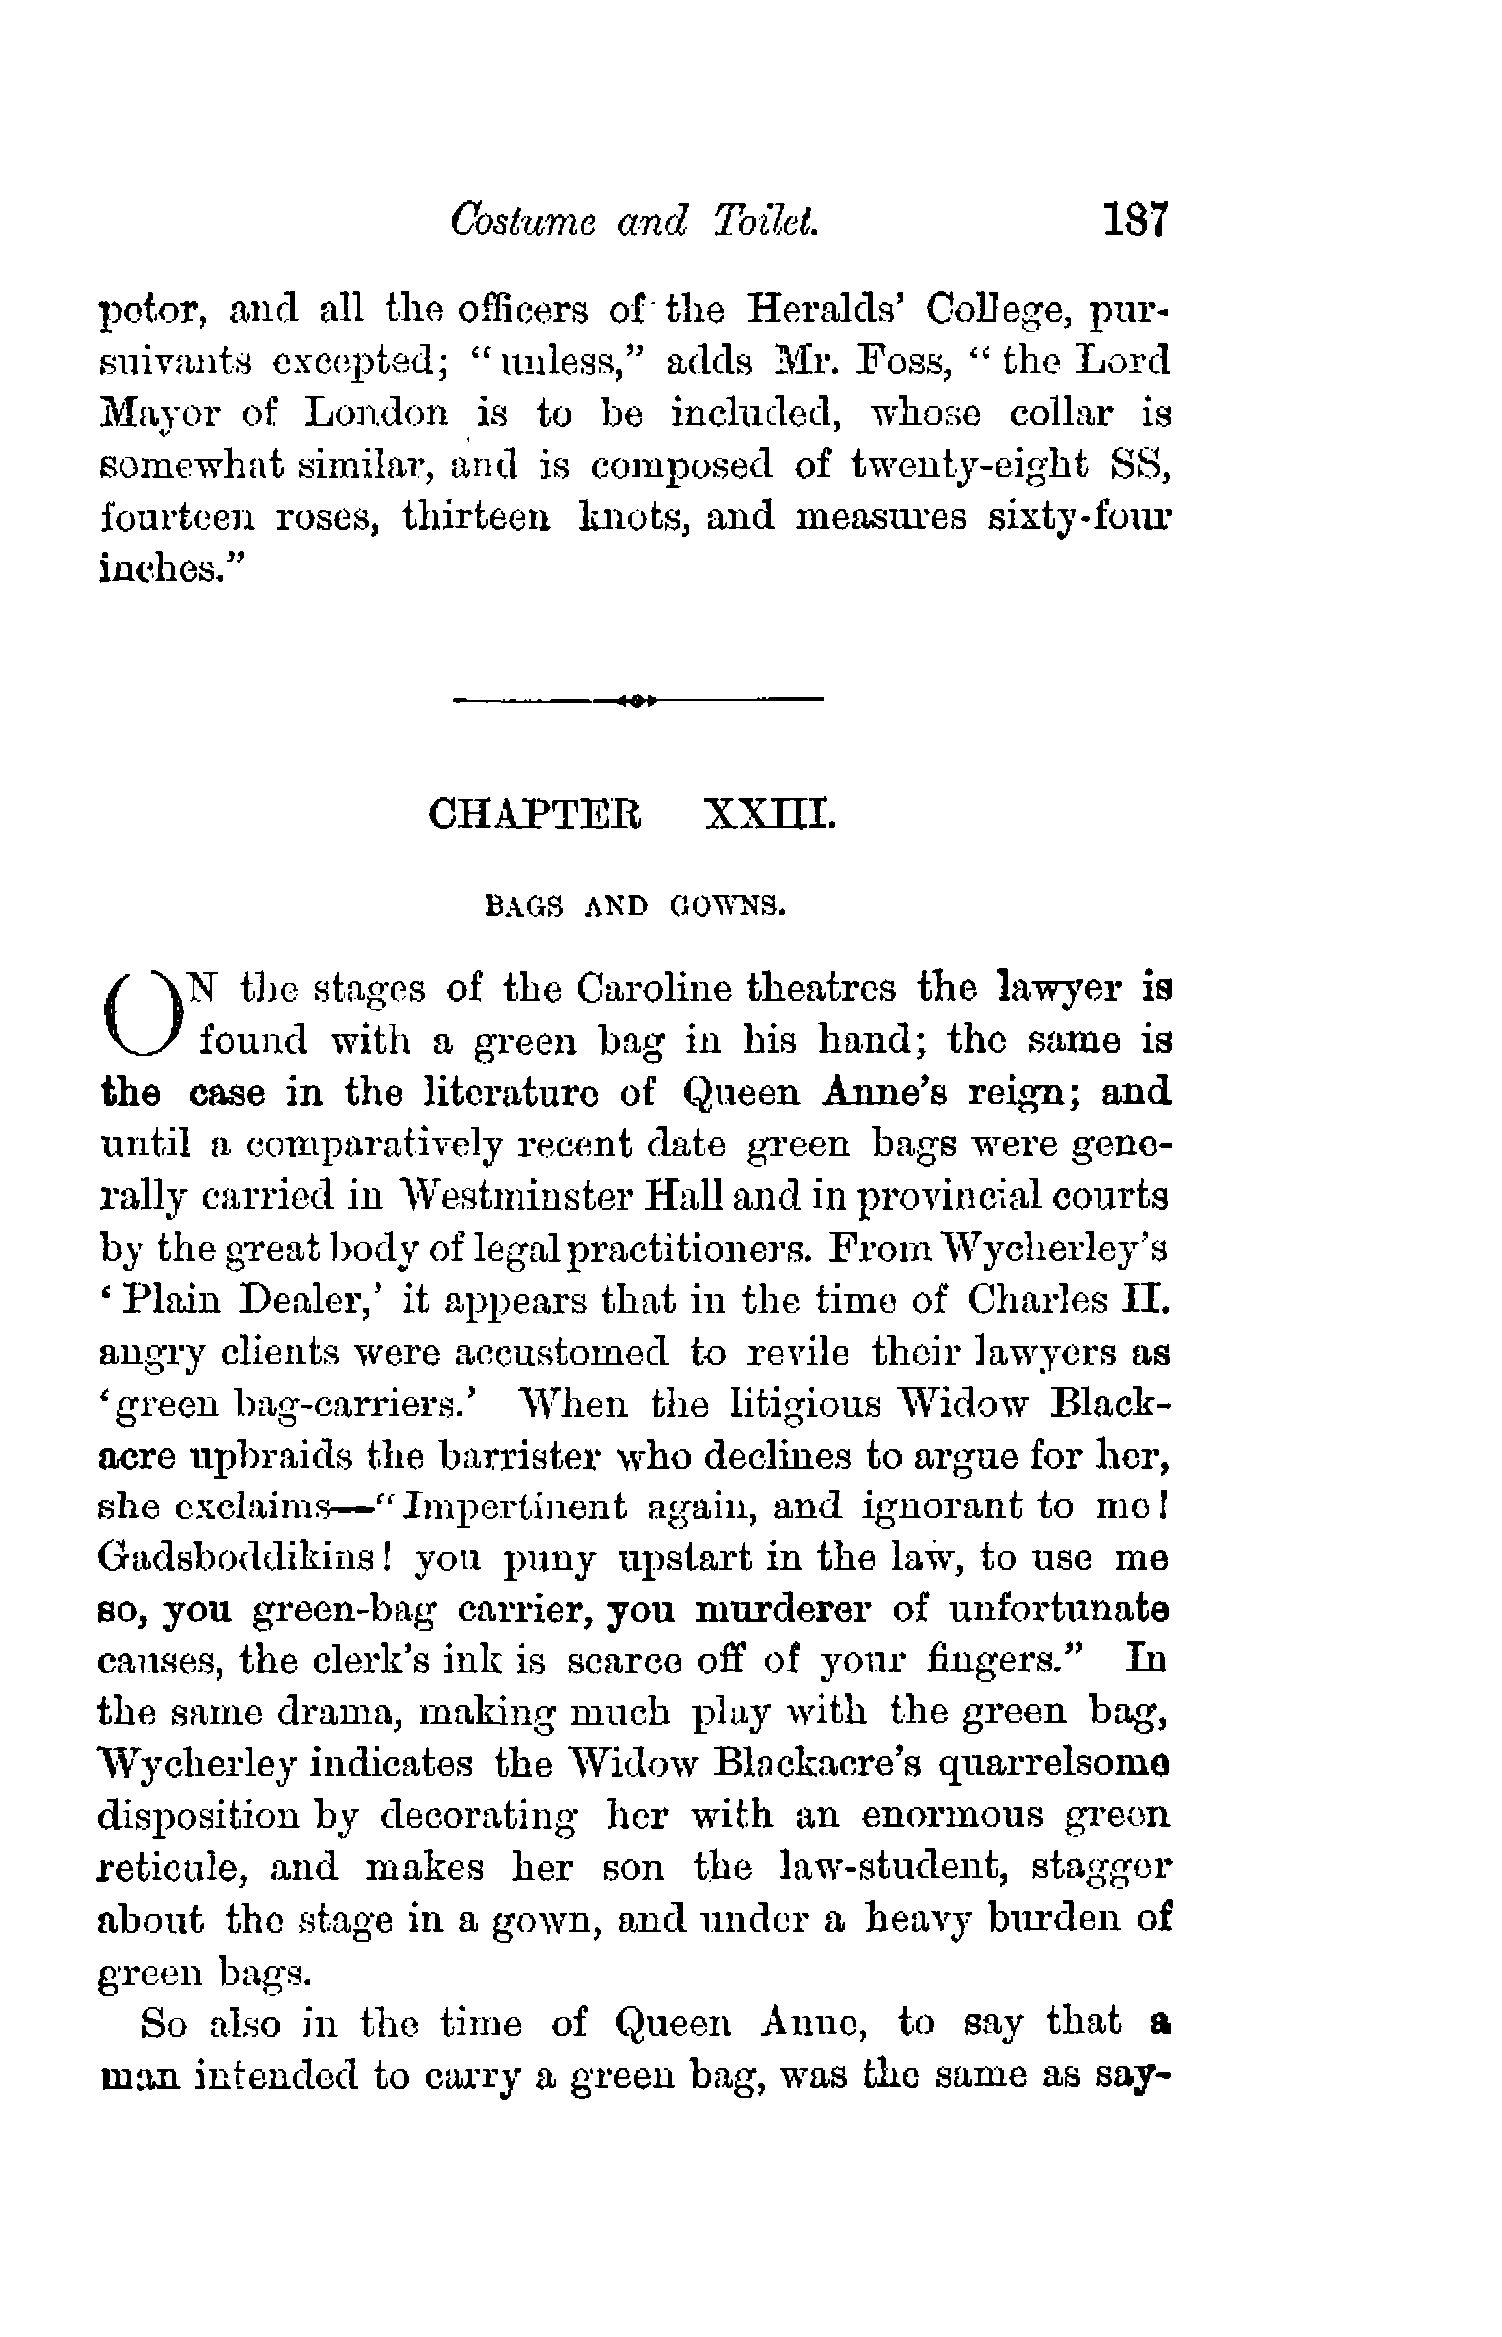 Costume and Toilet. 187
petor, and all the officers of the Heralds' College, pur-
suivants excepted; "unless," adds Mr. Foss, "the Lord
Mayor of London is to be included, whose collar is
somewhat similar, and is composed of twenty-eight SS,
fourteen roses, thirteen knots, and measures sixty-four
inches."
CHAPTER XXIII.
BAGS AND GOWNS.
ON the stages of the Caroline theatres the lawyer is
found with a green bag in his hand; the same is
the case in the literature of Queen Anne's reign; and
until a comparatively recent date green bags were gene-
rally carried in Westminster Hall and in provincial courts
by the great body of legal practitioners. From Wycherley's
'Plain Dealer,' it appears that in the time of Charles II.
angry clients were accustomed to revile their lawyers as
'green bag-carriers.' When the litigious Widow Black-
acre upbraids the barrister who declines to argue for her,
she exclaims—"Impertinent again, and ignorant to me!
Gadsboddikins! you puny upstart in the law, to use me
so, you green-bag carrier, you murderer of unfortunate
causes, the clerk's ink is scarce off of your fingers." In
the same drama, making much play with the green bag,
Wycherley indicates the Widow Blackacre's quarrelsome
disposition by decorating her with an enormous green
reticule, and makes her son the law-student, stagger
about the stage in a gown, and under a heavy burden of
green bags.
So also in the time of Queen Anne, to say that a
man intended to carry a green bag, was the same as say-